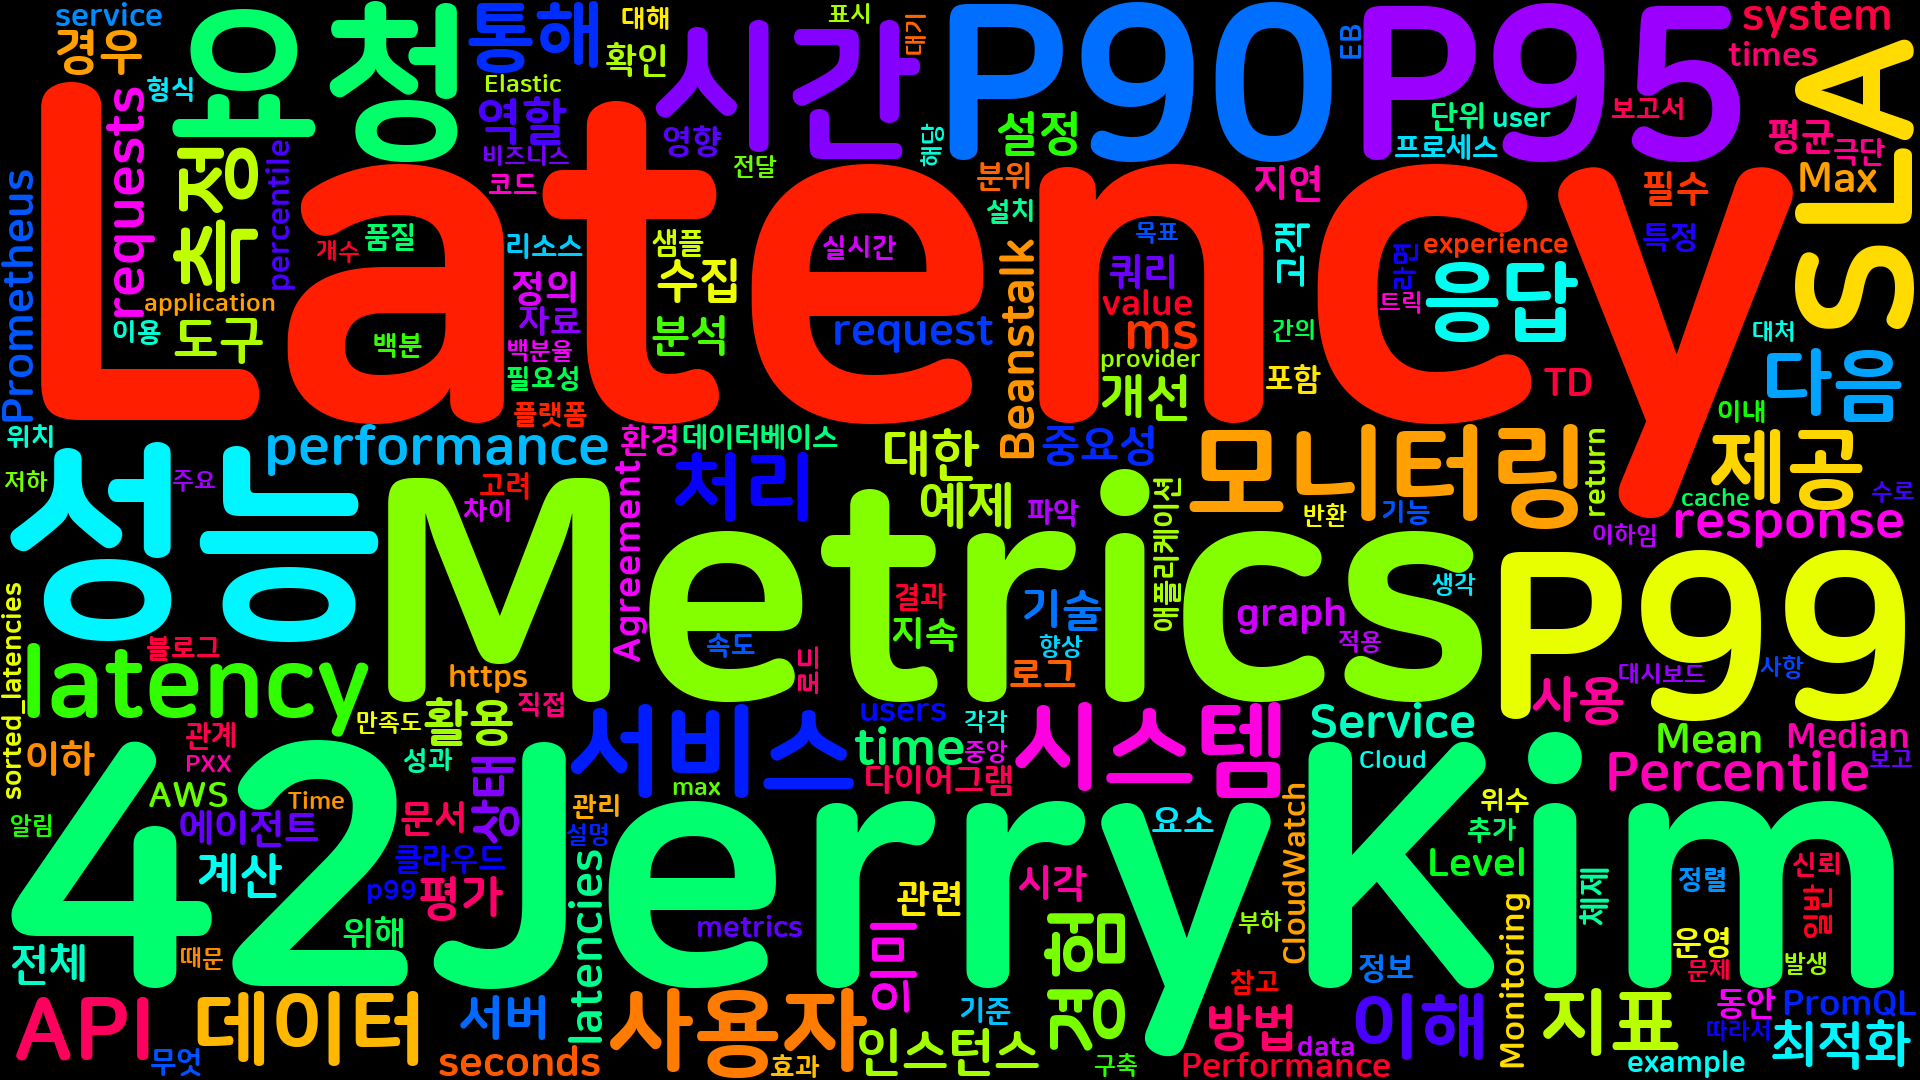 service
경우
형식
요청
통해
Elastic
역할
비즈니스
코드
대해
확인
표시
대기
시간
영향
전달
해당
P90
설정
분위
설치
EB
P95
system
times
단위
user
프로세스
보고서
평균
극단
Max
SLA
Prometheus
requests
측정
percentile
application
이용
도구
개수
품질
백분
리소스
정의
자료
백분율
필요성
플랫폼
Latency
샘플
수집
분석
실시간
request
Beanstalk
목표
쿼리
value
ms
provider
개선
지연
고객
간의
포함
라면
트릭
experience
응답
TD
필수
특정
대처
다음
이내
위치
저하
주요
performance
고려
차이
환경
데이터베이스
처리
Agreement
대한
예제
중요성
파악
애플리케이션
모니터링
반환
기능
return
제공
cache
수로
response
이하임
성능
Metrics
결과
지속
속도
기술
향상
로그
graph
적용
생각
P99
sorted_latencies
블로그
latency
https
만족도
활용
직접
빌드
서비스
users
각각
time
중앙
다이어그램
시스템
Service
Cloud
사용
대시보드
사항
Mean
Median
보고
Percentile
이하
관계
PXX
AWS
Time
성과
상태
max
관리
설명
알림
에이전트
문서
클라우드
계산
p99
평가
42JerryKim
latencies
metrics
관련
시각
요소
CloudWatch
위수
추가
Level
정렬
신뢰
일반
체제
전체
때문
위해
의미
경험
부하
Monitoring
운영
문제
발생
API
무엇
데이터
서버
seconds
사용자
효과
기준
인스턴스
구축
참고
방법
data
Performance
정보
이해
지표
동안
PromQL
따라서
example
최적화